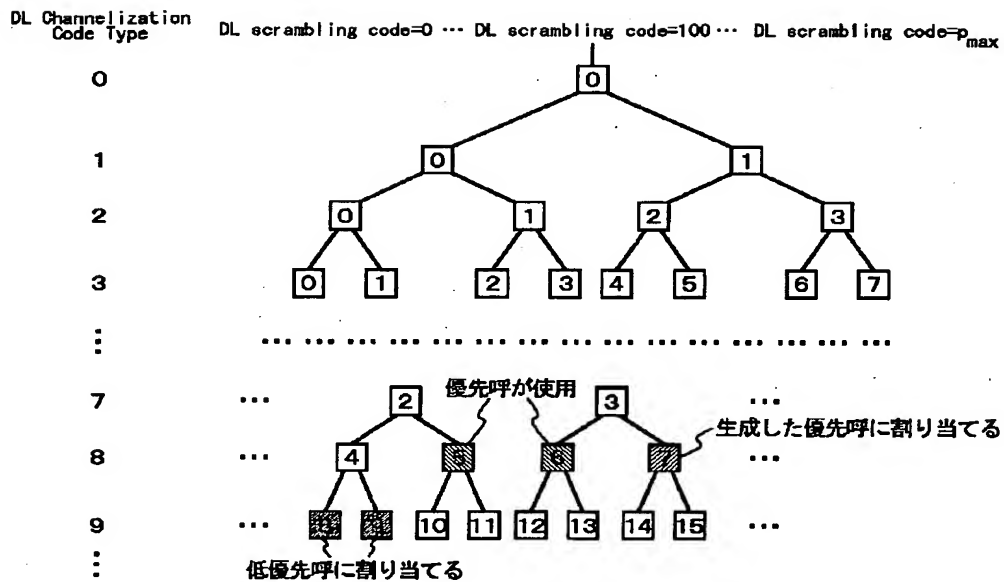 DL Channelization
Code Type
DL scrambling code=0 ··· DL scrambling code=100 ··· DL scrambling code=pmax
0 0
1 0 1
2 0 1 2 3
3 0 1 2 3 4 5 6 7
⋮ ··· ··· ··· ··· ··· ··· ··· ··· ··· ··· ··· ··· ··· ··· ···
優先呼が使用
7 ··· 2 3 ···
生成した優先呼に割り当てる
8 ··· 4 5 6 7 ···
9 ··· 10 11 12 13 14 15 ···
⋮
低優先呼に割り当てる